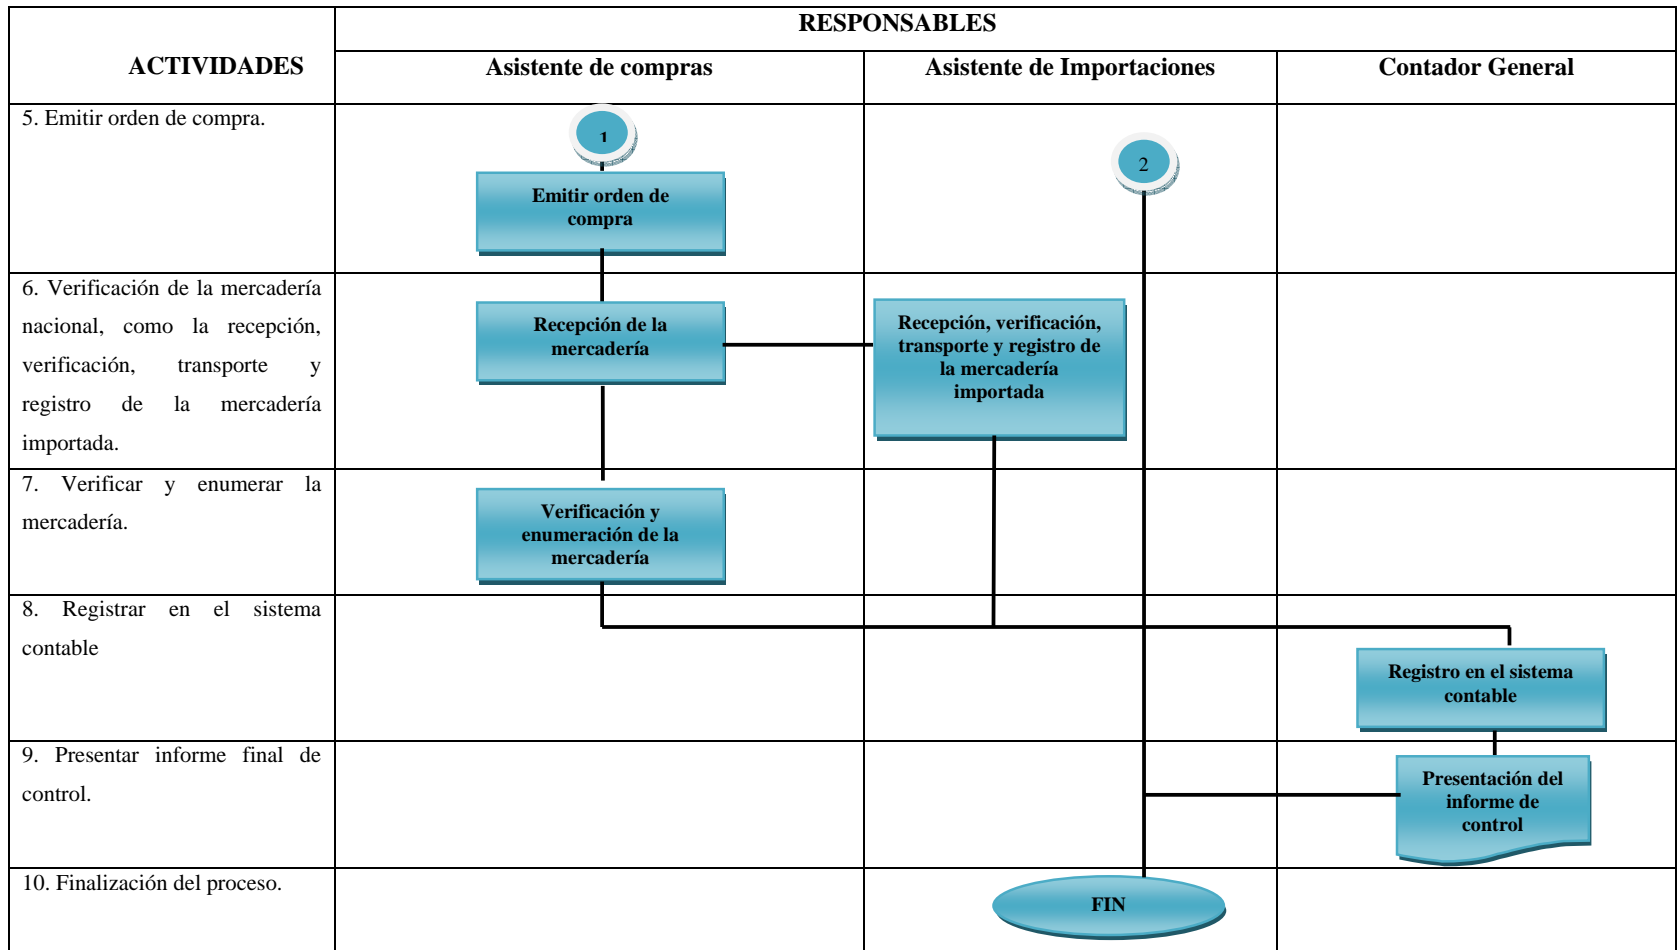 RESPONSABLES
ACTIVIDADES
Asistente de compras
Asistente de Importaciones
Contador General
5. Emitir orden de compra.
1
2
Emitir orden de
compra
6. Verificación de la mercadería
nacional, como la recepción,
verificación, transporte y
registro de la mercadería
importada.
Recepción de la
mercadería
Recepción, verificación,
transporte y registro de
la mercadería
importada
7. Verificar y enumerar la
mercadería.
Verificación y
enumeración de la
mercadería
8. Registrar en el sistema
contable
Registro en el sistema
contable
9. Presentar informe final de
control.
Presentación del
informe de
control
10. Finalización del proceso.
FIN